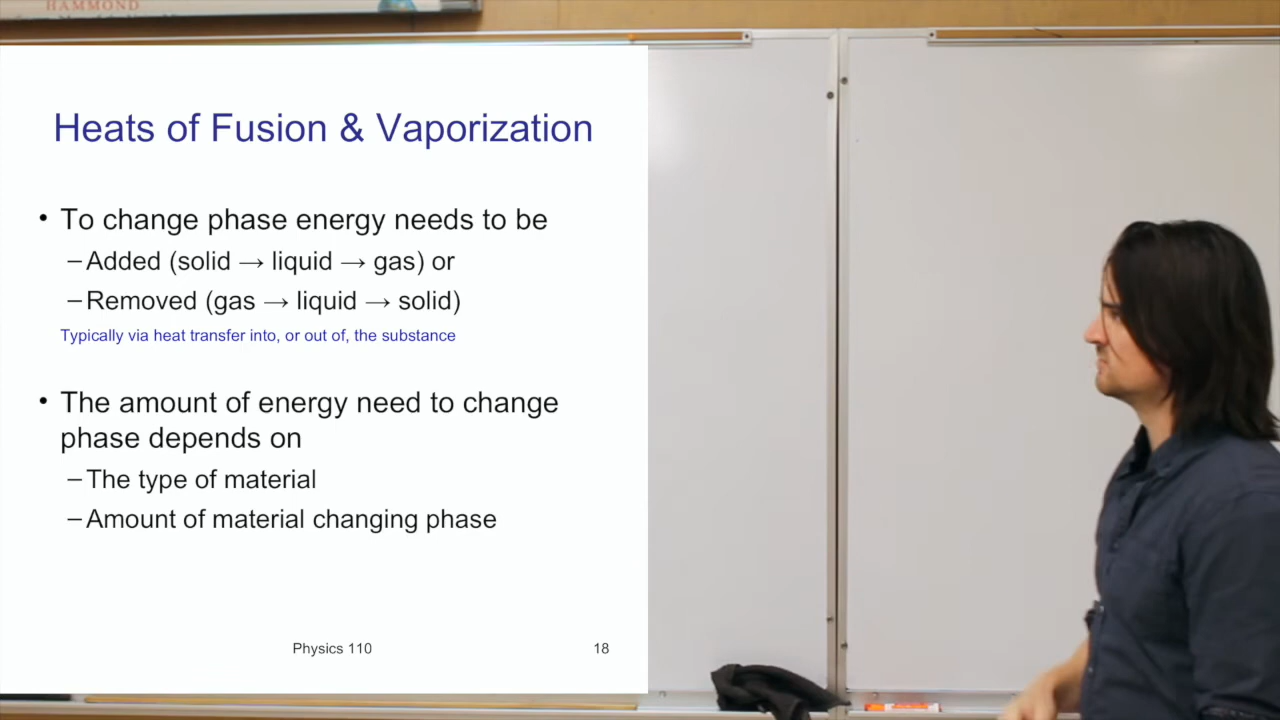 HAMMOND
Heats of Fusion & Vaporization
• To change phase energy needs to be
– Added (solid → liquid → gas) or
– Removed (gas → liquid → solid)
Typically via heat transfer into, or out of, the substance
• The amount of energy need to change
phase depends on
– The type of material
– Amount of material changing phase
Physics 110
18